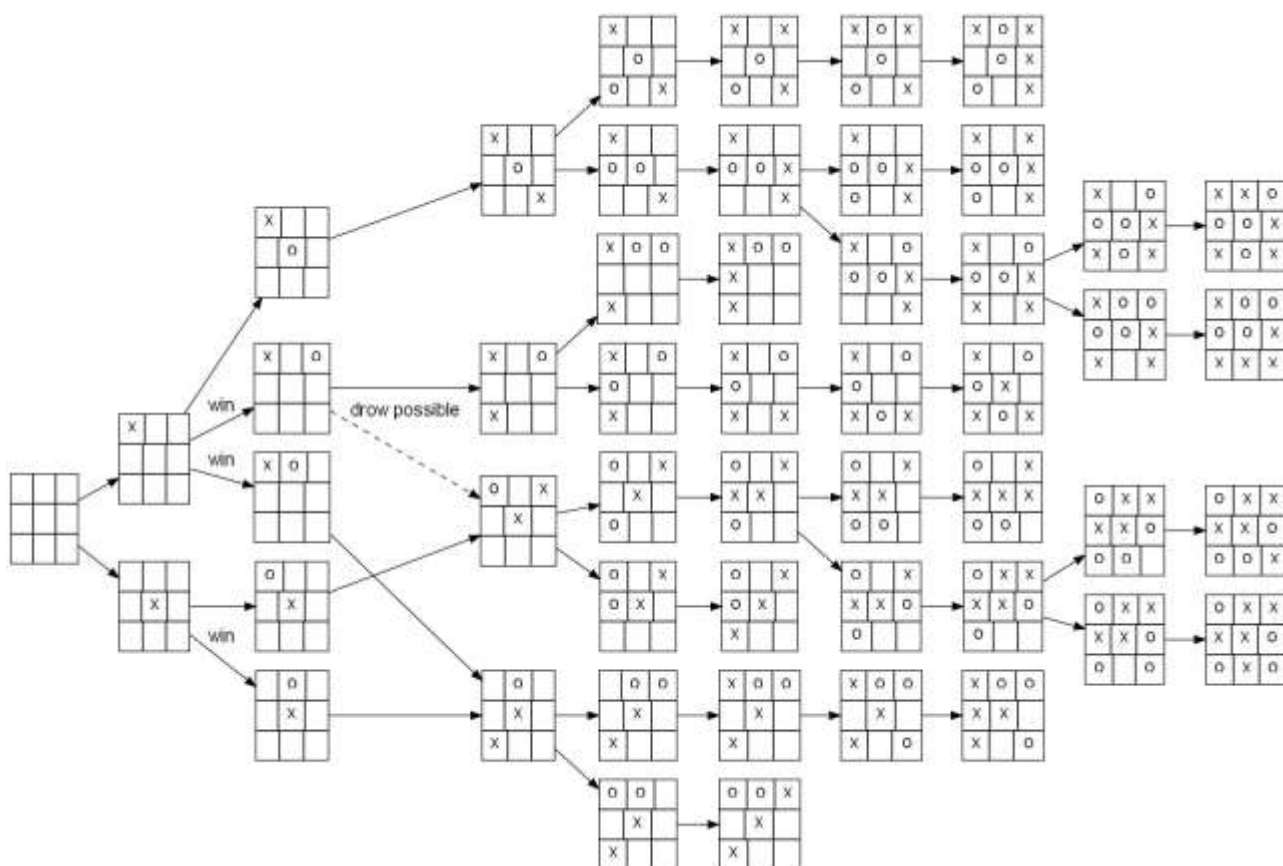 X X X X O X X O X
O O O O X
O X O X O X O X
X X X X X
O O O O O X O O X O O X
X X X O X O X
X O X X O
X
O O X O O X
X O O X O O X O X O
O
X O X X O X
X O O X O O X
X X X X X
X O O X O O
O O X O O X
X O X O X O X O X O X O
X X X X X
O O O O X
win
drow possible
X X X X X O X X O X
X
win
X O O X O X O X O X
O X
X X X X X X X X
O X X O X X
X
O O O O O O
X X O X X O
O O O O X
O O X O X O X O X X
X X O X O X X X O X X O
O X X O X X
win
X X O X X O
X O O
O O O X O
O O O O X O O X O O X O O
X X X X X X X
X X X X O X O
O O O O X
X X
X X